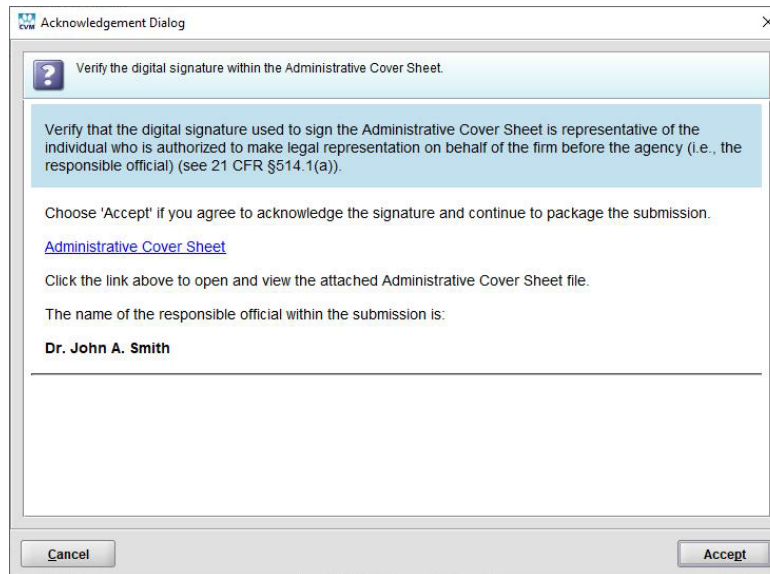 CVM Acknowledgement Dialog
Verify the digital signature within the Administrative Cover Sheet.
Verify that the digital signature used to sign the Administrative Cover Sheet is representative of the
individual who is authorized to make legal representation on behalf of the firm before the agency (i.e., the
responsible official) (see 21 CFR §514.1(a)).
Choose 'Accept' if you agree to acknowledge the signature and continue to package the submission.
Administrative Cover Sheet
Click the link above to open and view the attached Administrative Cover Sheet file.
The name of the responsible official within the submission is:
Dr. John A. Smith
Cancel
Accept